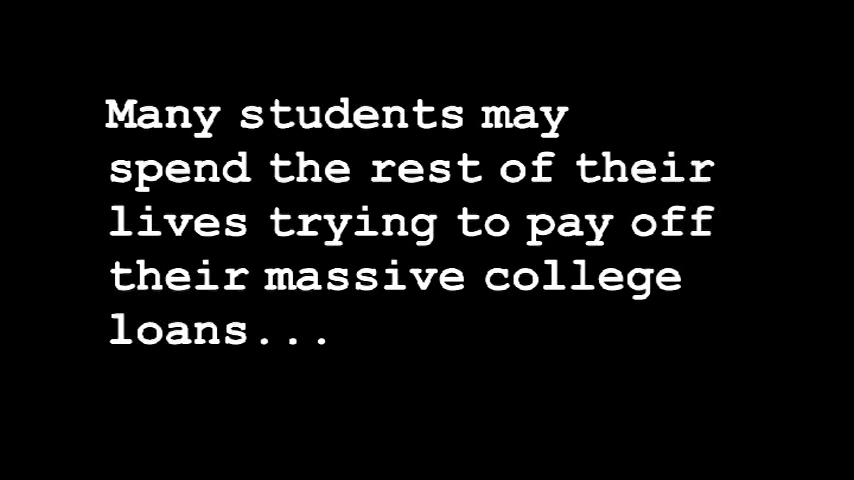 Many students may
spend the rest of their
lives trying to pay off
their massive college
loans...